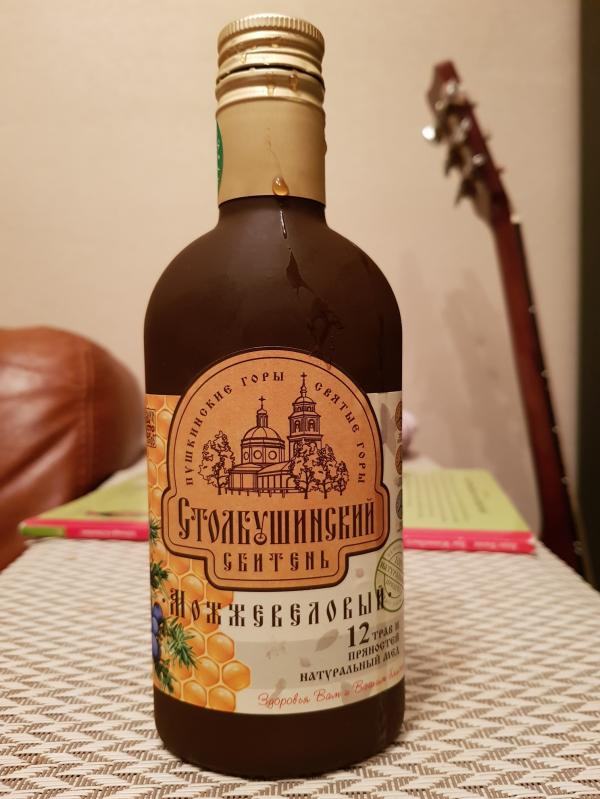 ПУШКИНСКИЕ ГОРЫ СВЯТЫЕ ГОРЫ
СТОЛБУШИНСКИЙ
СБИТЕНЬ
МОЖЖЕВЕЛОВЫЙ
12 ТРАВ И
ПРЯНОСТЕЙ
НАТУРАЛЬНЫЙ МЁД
Здоровья Вам и Вашим